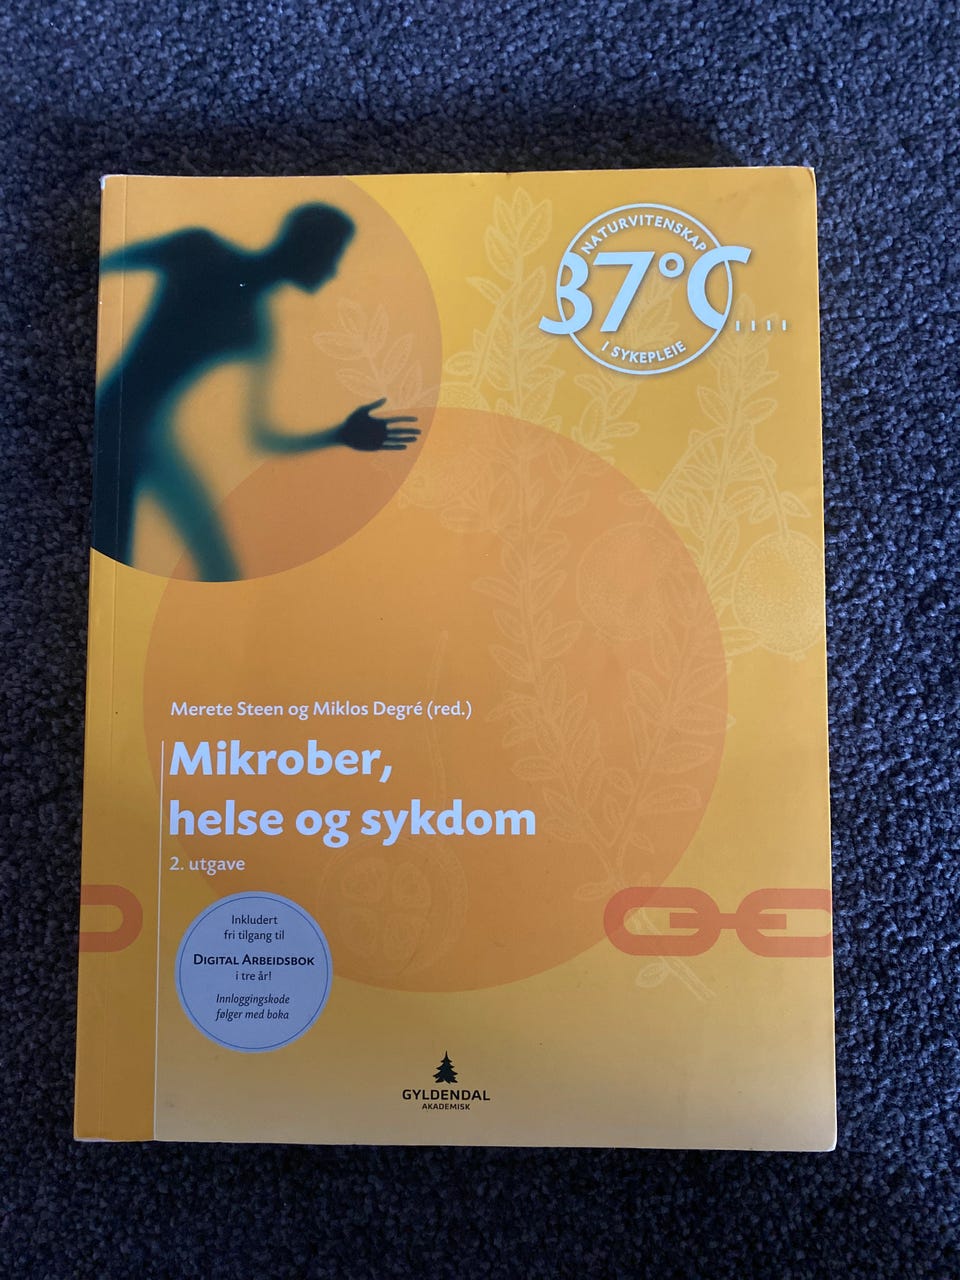 NATURVITENSKAP
37°C
I SYKEPLEIE
Merete Steen og Miklos Degré (red.)
Mikrober,
helse og sykdom
2. utgave
Inkludert
fri tilgang til
DIGITAL ARBEIDSBOK
i tre år!
Innloggingskode
følger med boka
GYLDENDAL
AKADEMISK